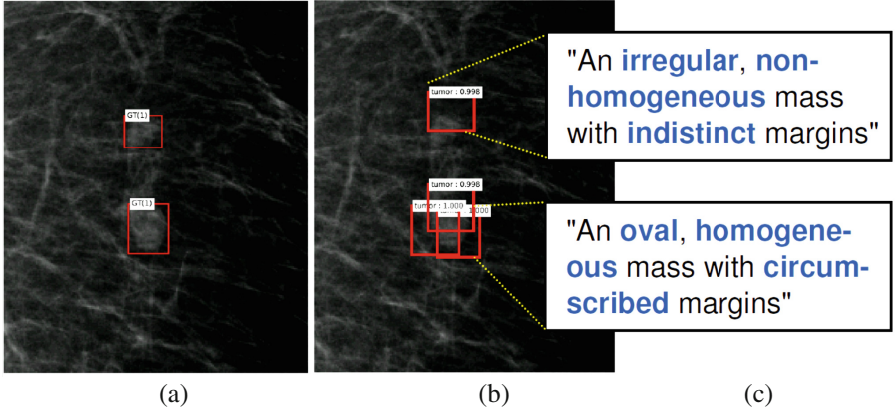 GT(1)
GT(1)
tumor : 0.998
tumor : 0.998
tumor : 1.000
1.000
"An irregular, non-
homogeneous mass
with indistinct margins"
"An oval, homogene-
ous mass with circum-
scribed margins"
(a)
(b)
(c)